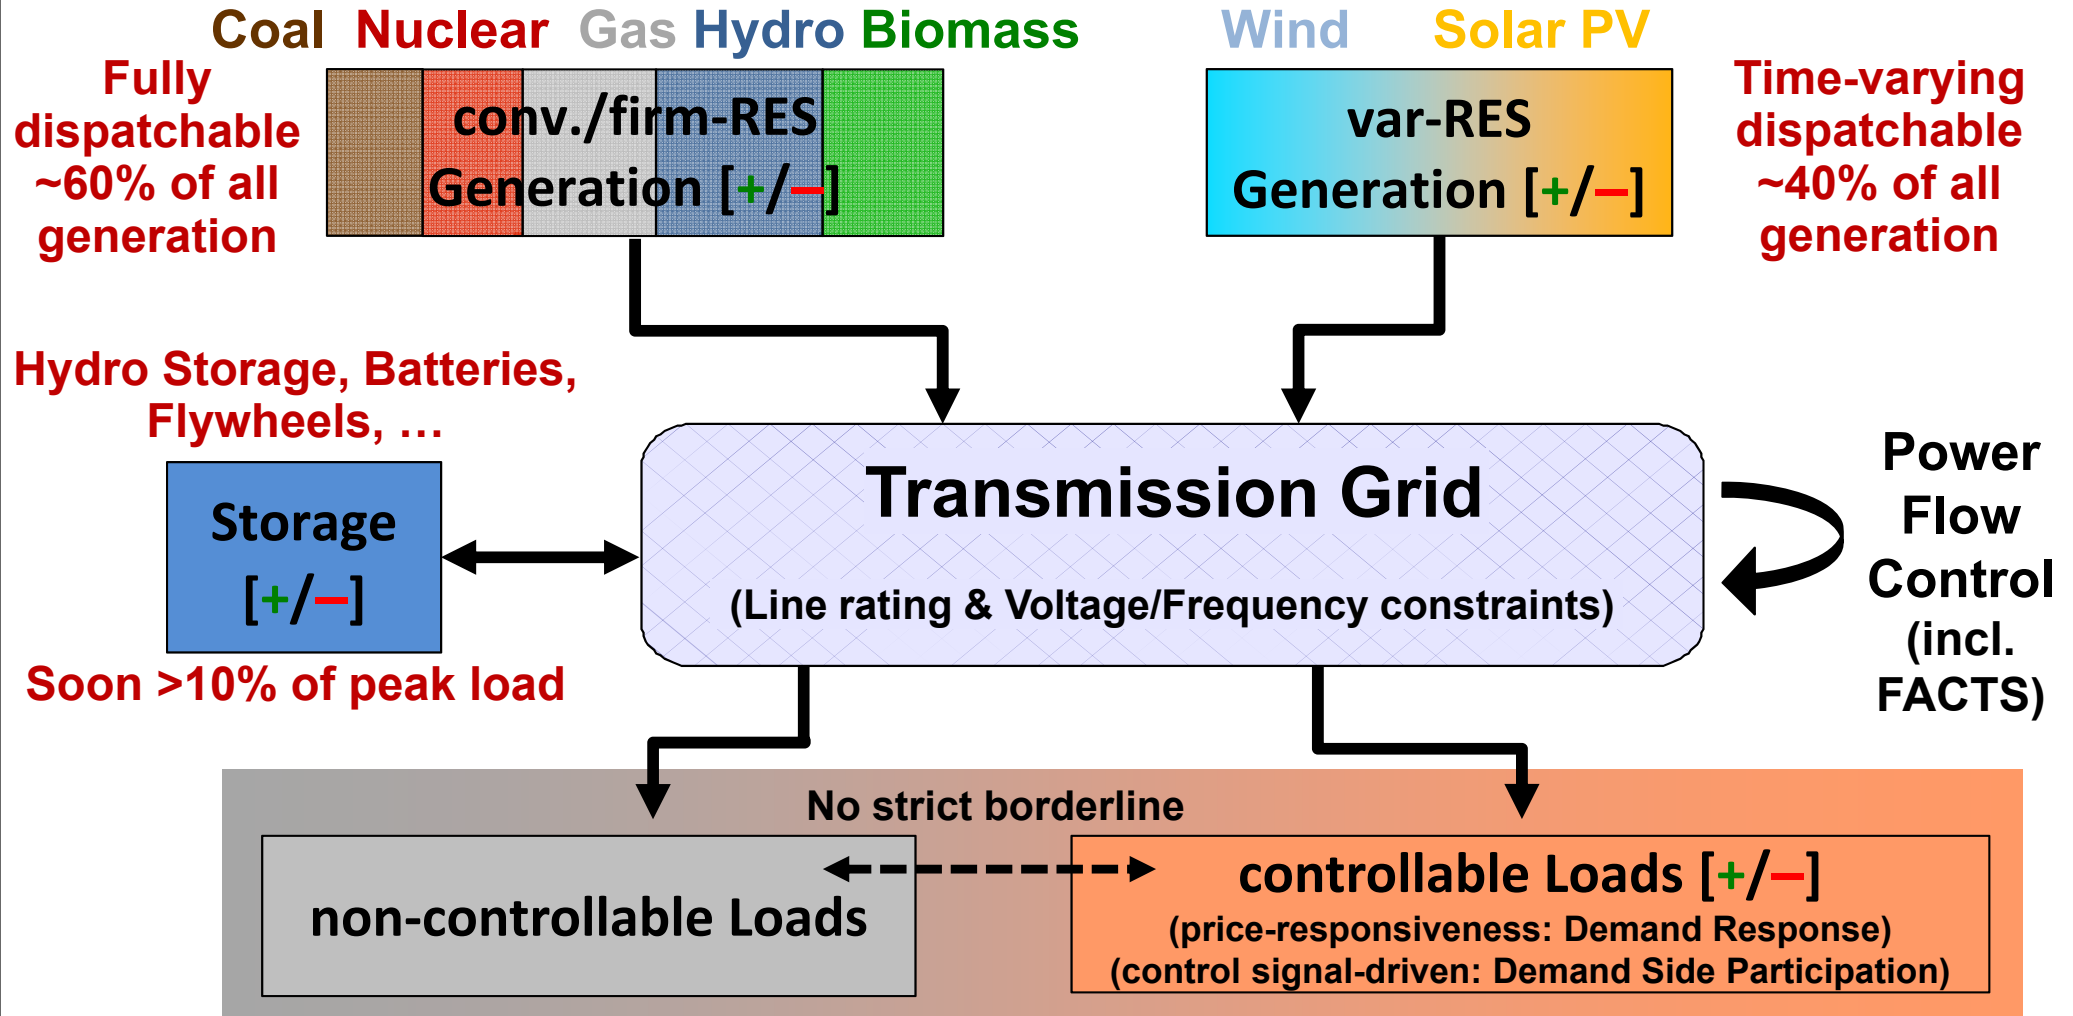 Coal Nuclear Gas Hydro Biomass
Wind Solar PV
Fully
dispatchable
~60% of all
generation
conv./firm-RES
Generation [+/−]
var-RES
Generation [+/−]
Time-varying
dispatchable
~40% of all
generation
Hydro Storage, Batteries,
Flywheels, …
Storage
[+/−]
Soon >10% of peak load
Transmission Grid
(Line rating & Voltage/Frequency constraints)
Power
Flow
Control
(incl.
FACTS)
No strict borderline
non-controllable Loads
controllable Loads [+/−]
(price-responsiveness: Demand Response)
(control signal-driven: Demand Side Participation)